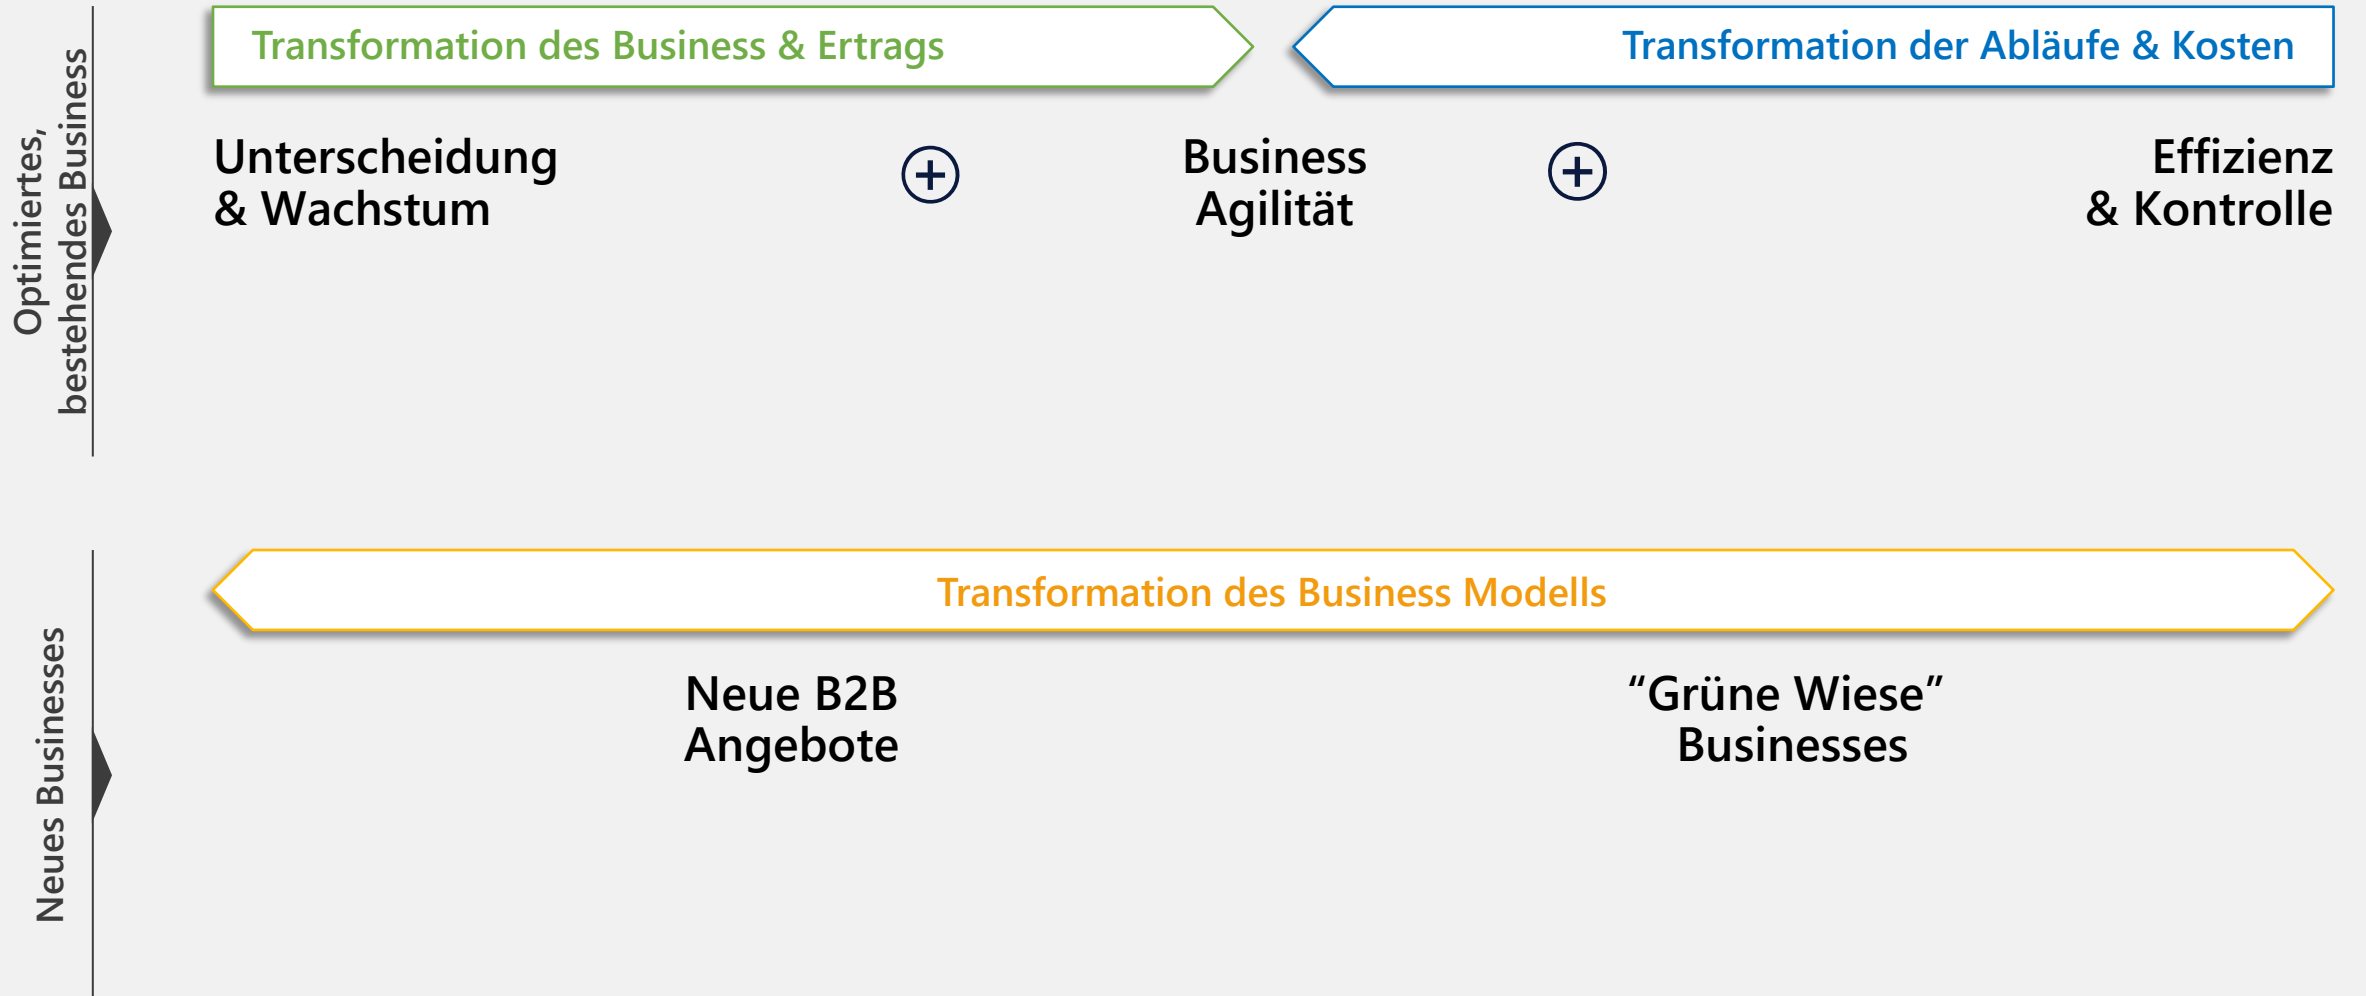 Optimiertes,
bestehendes Business
Transformation des Business & Ertrags
Transformation der Abläufe & Kosten
Unterscheidung
& Wachstum
Business
Agilität
Effizienz
& Kontrolle
Neues Businesses
Transformation des Business Modells
Neue B2B
Angebote
“Grüne Wiese”
Businesses